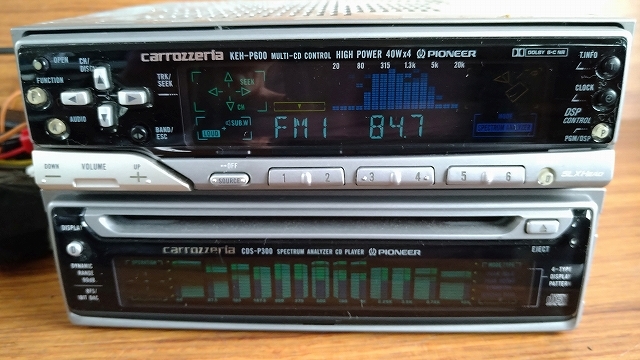 carrozzeria KEH-P600 MULTI-CD CONTROL HIGH POWER 40W×4 PIONEER DOLBY B-C NR
OPEN CH/DISC
T.INFO
20 80 315 1.3k 5k 20k
FUNCTION
TRK/SEEK
SEEK
CH
CLOCK
AUDIO
BAND/ESC
LOUD
SUB.W
FM1 84.7
DSP CONTROL
PGM/DSP
DOWN VOLUME UP
OFF
SOURCE
1 2 3 4 5 6
DISPLAY
carrozzeria CDS-P300 SPECTRUM ANALYZER CD PLAYER PIONEER
EJECT
DYNAMIC RANGE 90dB
4-TYPE DISPLAY PATTERN
1BIT DAC